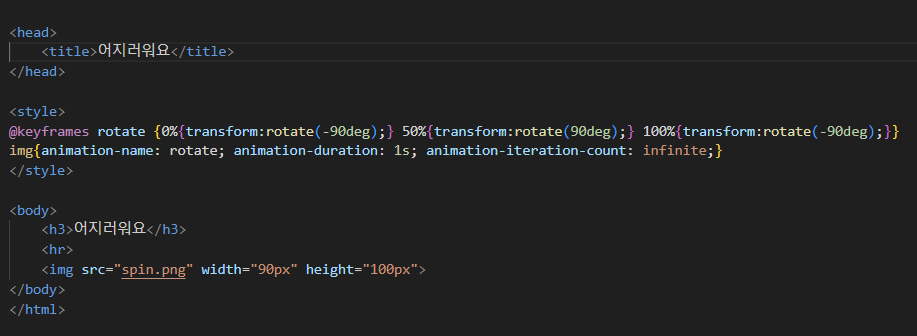 <head>
<title>어지러워요</title>
</head>
<style>
@keyframes rotate {0%{transform:rotate(-90deg);} 50%{transform:rotate(90deg);} 100%{transform:rotate(-90deg);}}
img{animation-name: rotate; animation-duration: 1s; animation-iteration-count: infinite;}
</style>
<body>
<h3>어지러워요</h3>
<hr>
<img src="spin.png" width="90px" height="100px">
</body>
</html>